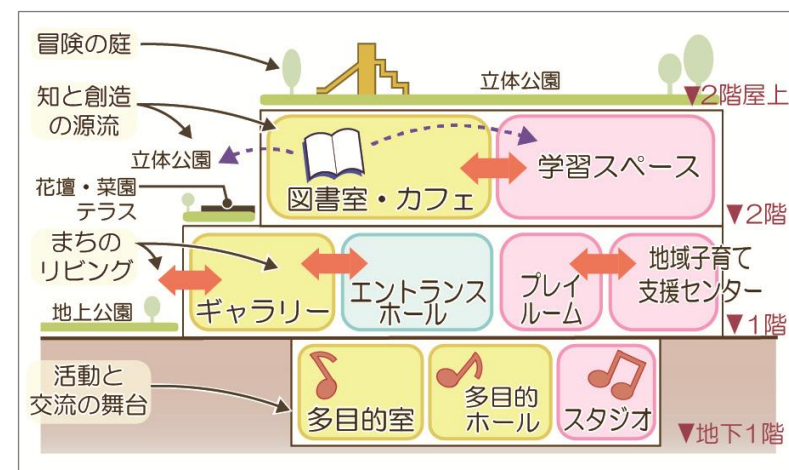 冒険の庭
立体公園
▼2階屋上
知と創造
の源流
立体公園
図書室・カフェ
学習スペース
花壇・菜園
テラス
▼2階
まちの
リビング
地上公園
ギャラリー
エントランス
ホール
プレイ
ルーム
地域子育て
支援センター
▼1階
活動と
交流の舞台
多目的室
多目的
ホール
スタジオ
▼地下1階